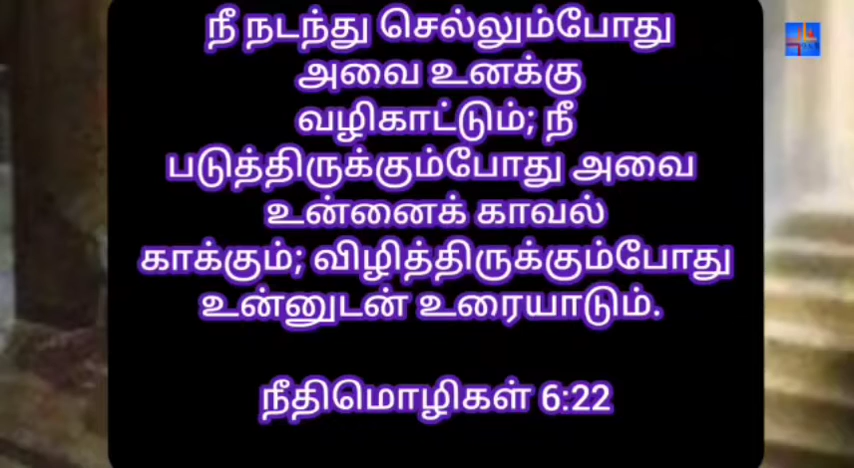 நீ நடந்து செல்லும்போது
அவை உனக்கு
வழிகாட்டும்; நீ
படுத்திருக்கும்போது அவை
உன்னைக் காவல்
காக்கும்; விழித்திருக்கும்போது
உன்னுடன் உரையாடும்.
நீதிமொழிகள் 6:22